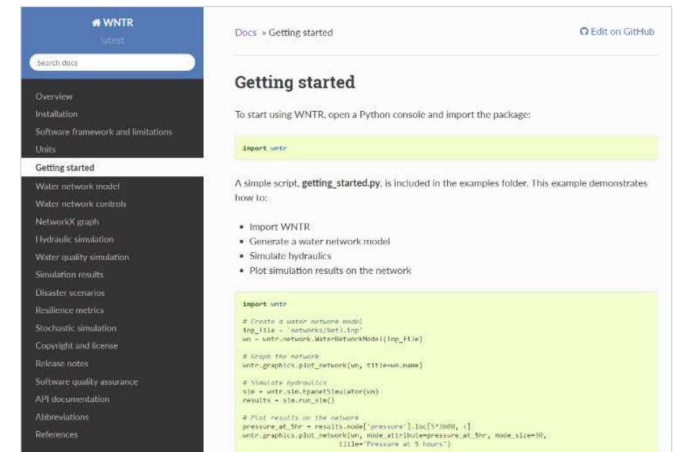 WNTR
latest
Search docs
Overview
Installation
Software framework and limitations
Units
Getting started
Water network model
Water network controls
NetworkX graph
Hydraulic simulation
Water quality simulation
Simulation results
Disaster scenarios
Resilience metrics
Stochastic simulation
Copyright and license
Release notes
Software quality assurance
API documentation
Abbreviations
References
Docs » Getting started
Edit on GitHub
Getting started
To start using WNTR, open a Python console and import the package:
import wntr
A simple script, getting_started.py, is included in the examples folder. This example demonstrates
how to:
• Import WNTR
• Generate a water network model
• Simulate hydraulics
• Plot simulation results on the network
import wntr
# Create a water network model
inp_file = 'networks/Net3.inp'
wn = wntr.network.WaterNetworkModel(inp_file)
# Graph the network
wntr.graphics.plot_network(wn, title=wn.name)
# Simulate hydraulics
sim = wntr.sim.EpanetSimulator(wn)
results = sim.run_sim()
# Plot results on the network
pressure_at_5hr = results.node['pressure'].loc[5*3600, :]
wntr.graphics.plot_network(wn, node_attribute=pressure_at_5hr, node_size=30,
title='Pressure at 5 hours')